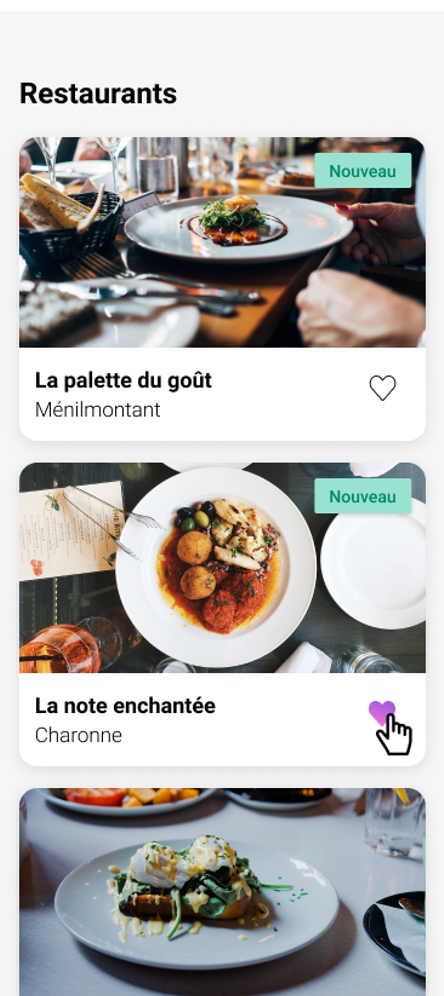 Restaurants
Nouveau
La palette du goût
Ménilmontant
Nouveau
La note enchantée
Charonne